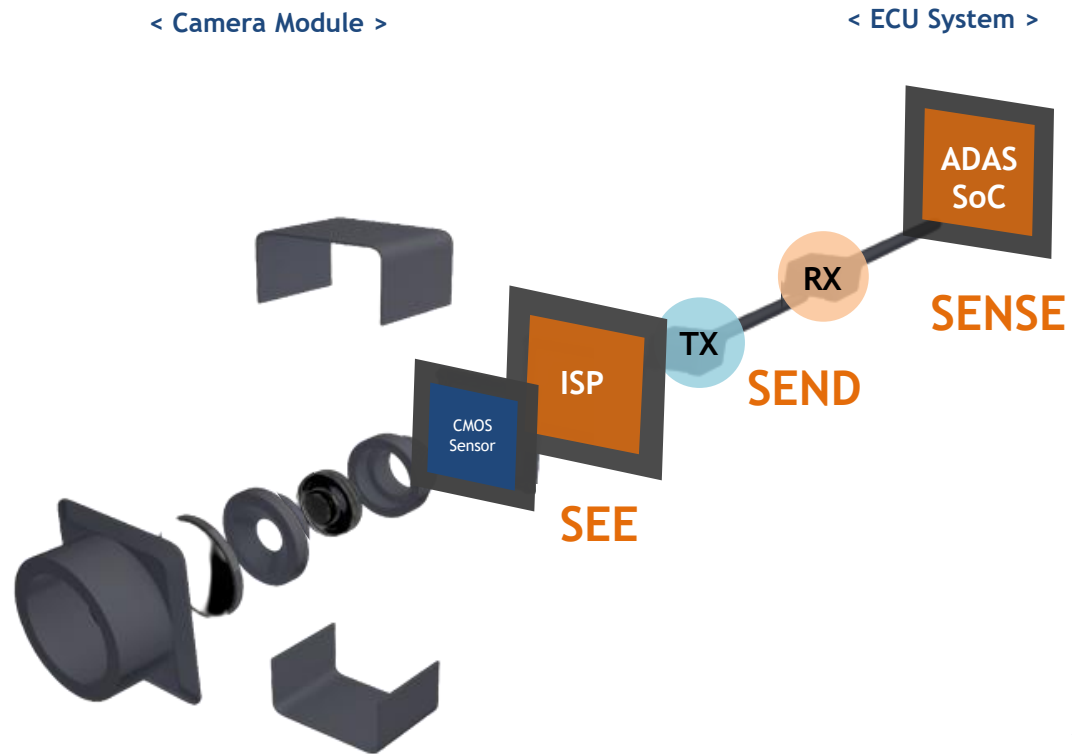 < Camera Module >
< ECU System >
ADAS
SoC
RX
SENSE
TX
SEND
ISP
CMOS
Sensor
SEE